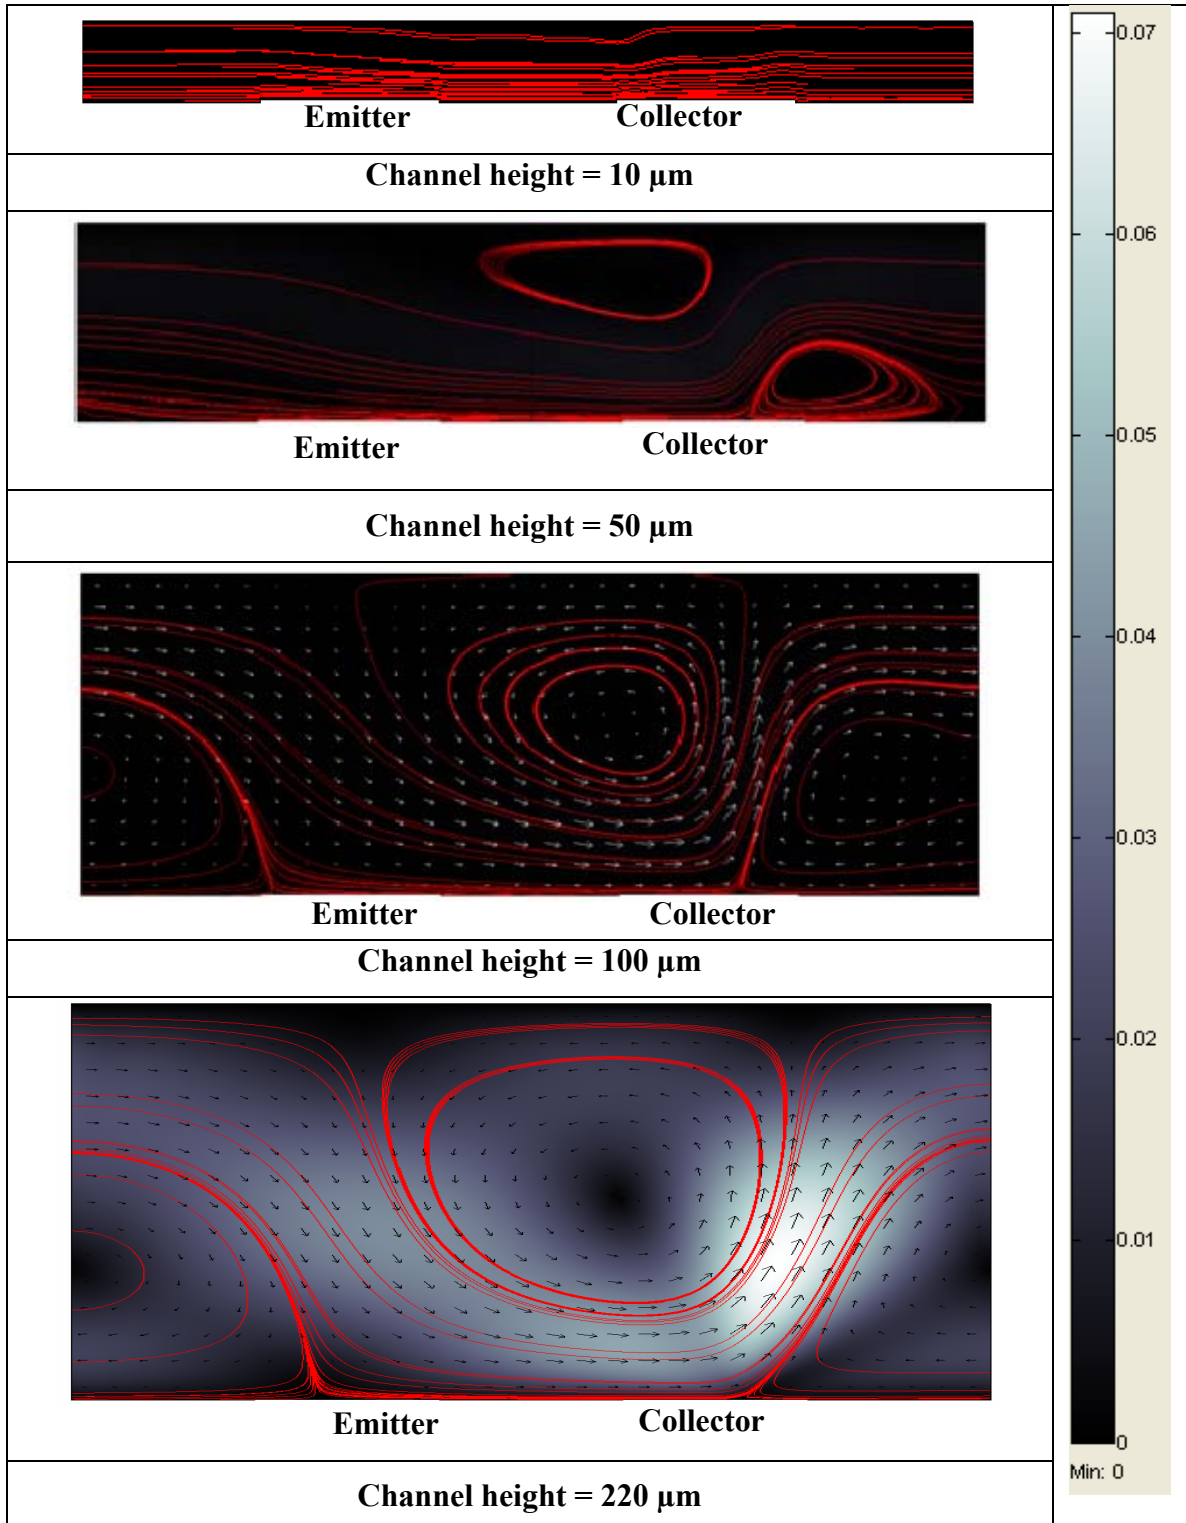 Emitter Collector
Channel height = 10 µm
Emitter Collector
Channel height = 50 µm
Emitter Collector
Channel height = 100 µm
Emitter Collector
Channel height = 220 µm
0.07
0.06
0.05
0.04
0.03
0.02
0.01
0
Min: 0